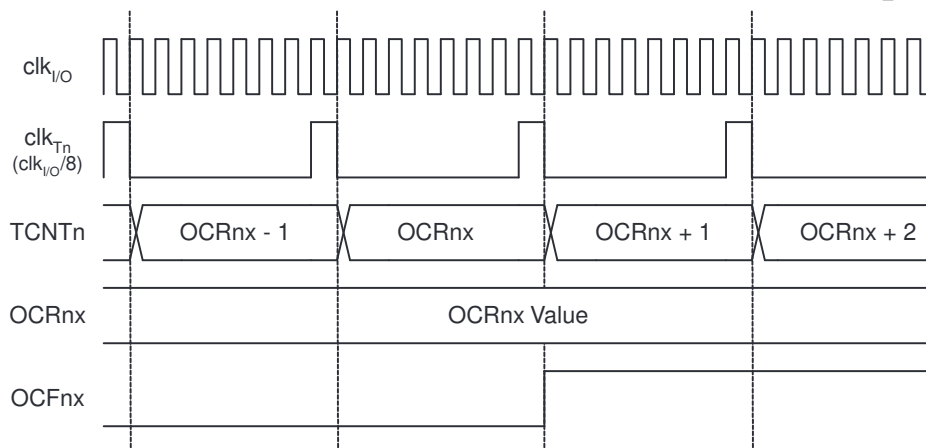 clkI/O
clkTn
(clkI/O/8)
TCNTn OCRnx - 1 OCRnx OCRnx + 1 OCRnx + 2
OCRnx OCRnx Value
OCFnx